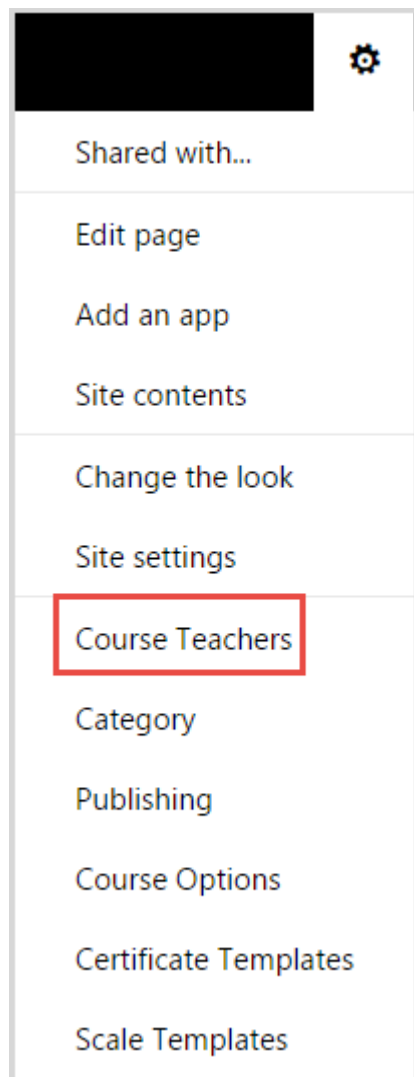 Shared with...
Edit page
Add an app
Site contents
Change the look
Site settings
Course Teachers
Category
Publishing
Course Options
Certificate Templates
Scale Templates